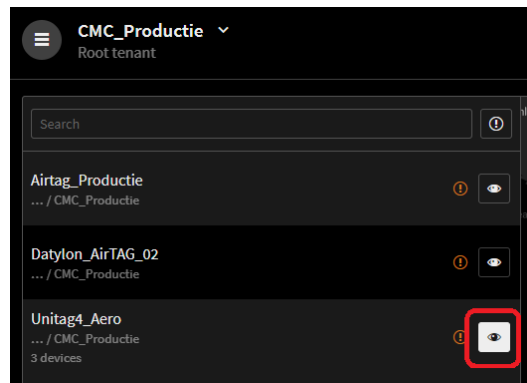 CMC_Productie
Root tenant
Search
Airtag_Productie
... / CMC_Productie
Datylon_AirTAG_02
... / CMC_Productie
Unitag4_Aero
... / CMC_Productie
3 devices